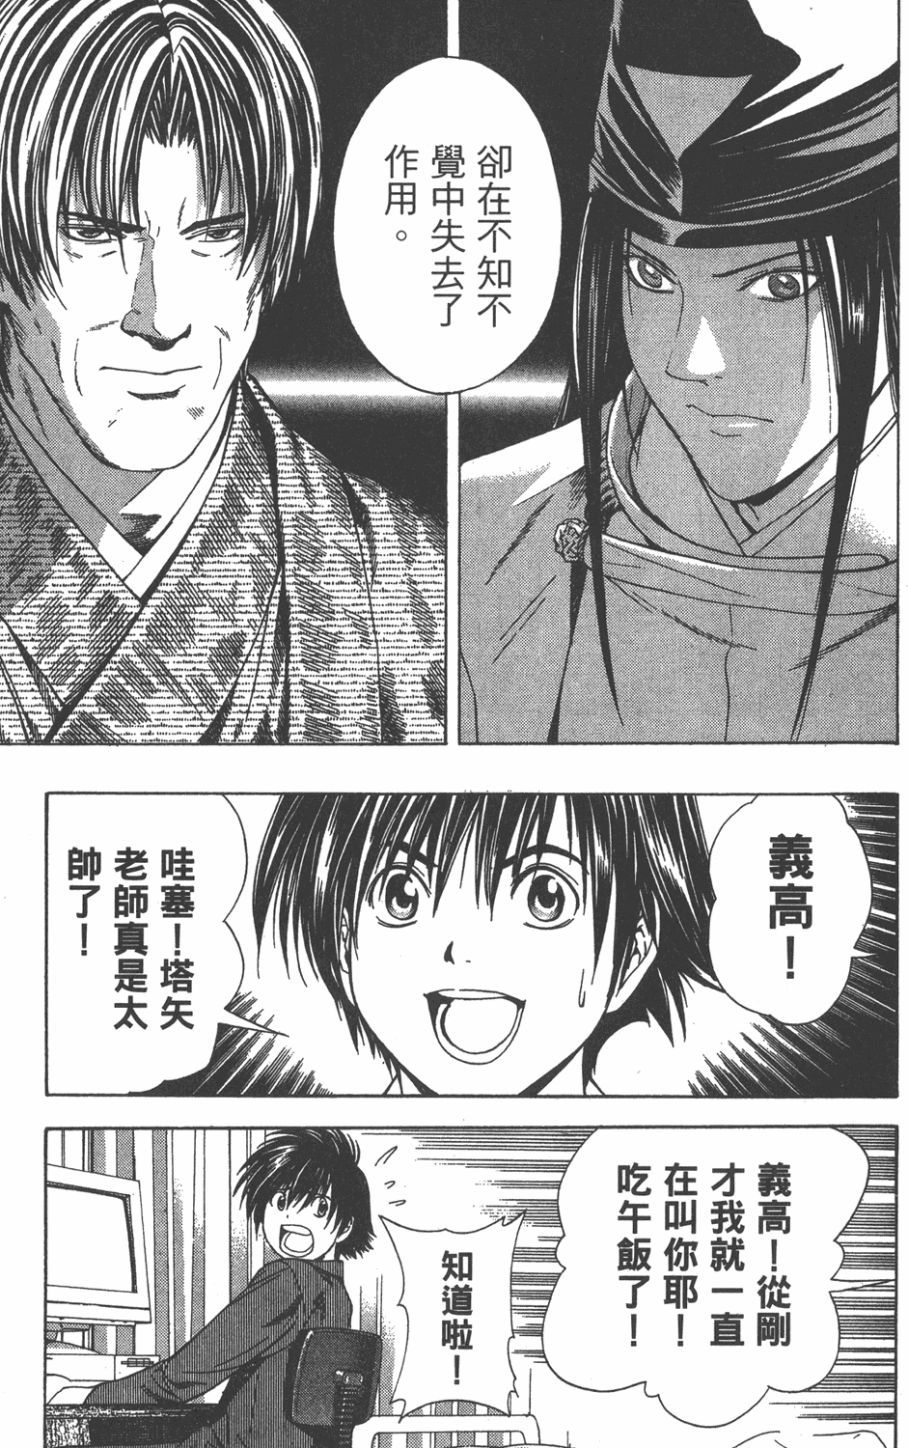 卻在不知不
覺中失去了
作用。
義高！
哇塞！塔矢
老師真是太
帥了！
義高！從剛
才我就一直
在叫你耶！
吃午飯了！
知道啦！